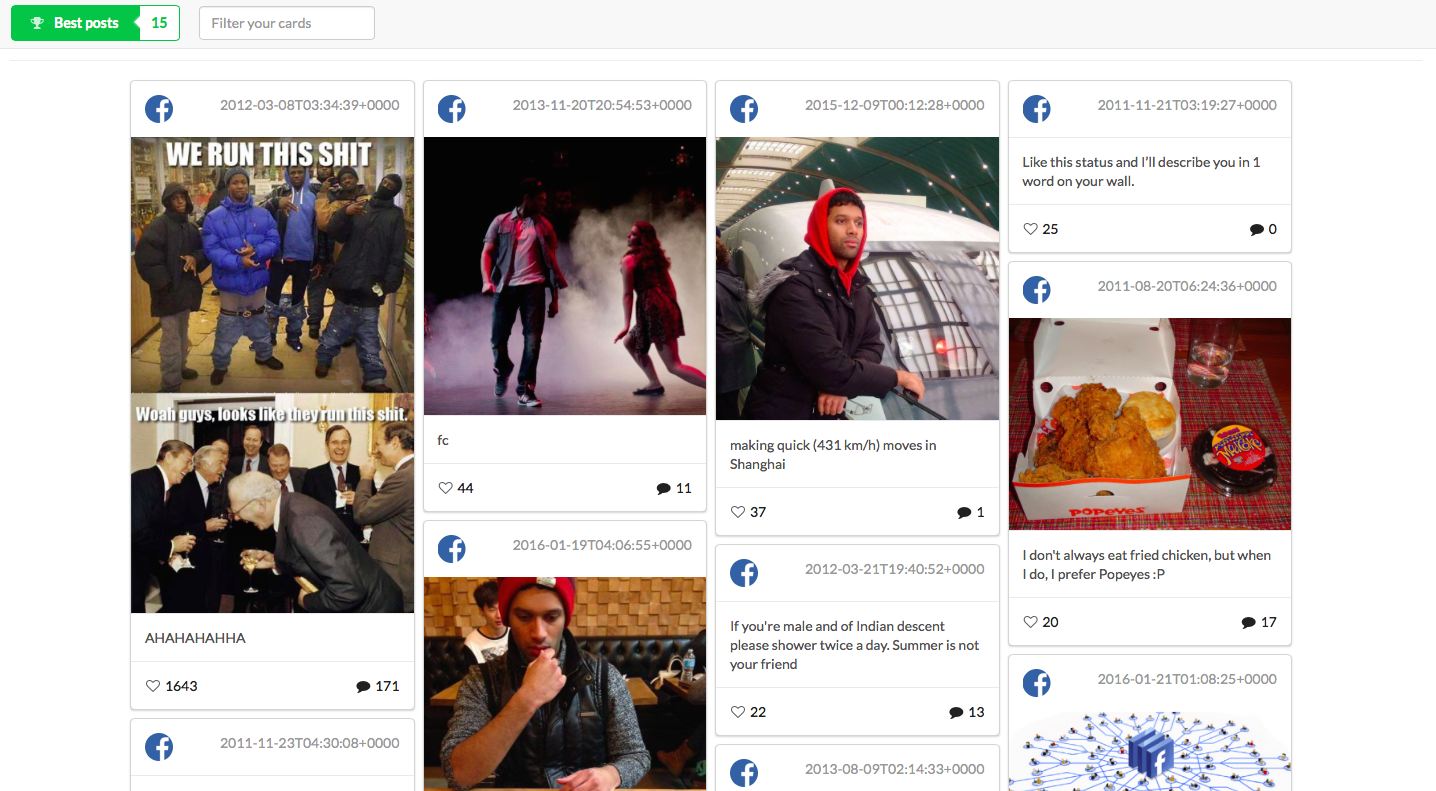 Best posts 15
Filter your cards
2012-03-08T03:34:39+0000
WE RUN THIS SHIT
Woah guys, looks like they run this shit.
AHAHAHAHHA
1643 171
2011-11-23T04:30:08+0000
2013-11-20T20:54:53+0000
fc
44 11
2016-01-19T04:06:55+0000
2015-12-09T00:12:28+0000
making quick (431 km/h) moves in
Shanghai
37 1
2012-03-21T19:40:52+0000
If you're male and of Indian descent
please shower twice a day. Summer is not
your friend
22 13
2013-08-09T02:14:33+0000
2011-11-21T03:19:27+0000
Like this status and I’ll describe you in 1
word on your wall.
25 0
2011-08-20T06:24:36+0000
POPEYES
I don't always eat fried chicken, but when
I do, I prefer Popeyes :P
20 17
2016-01-21T01:08:25+0000